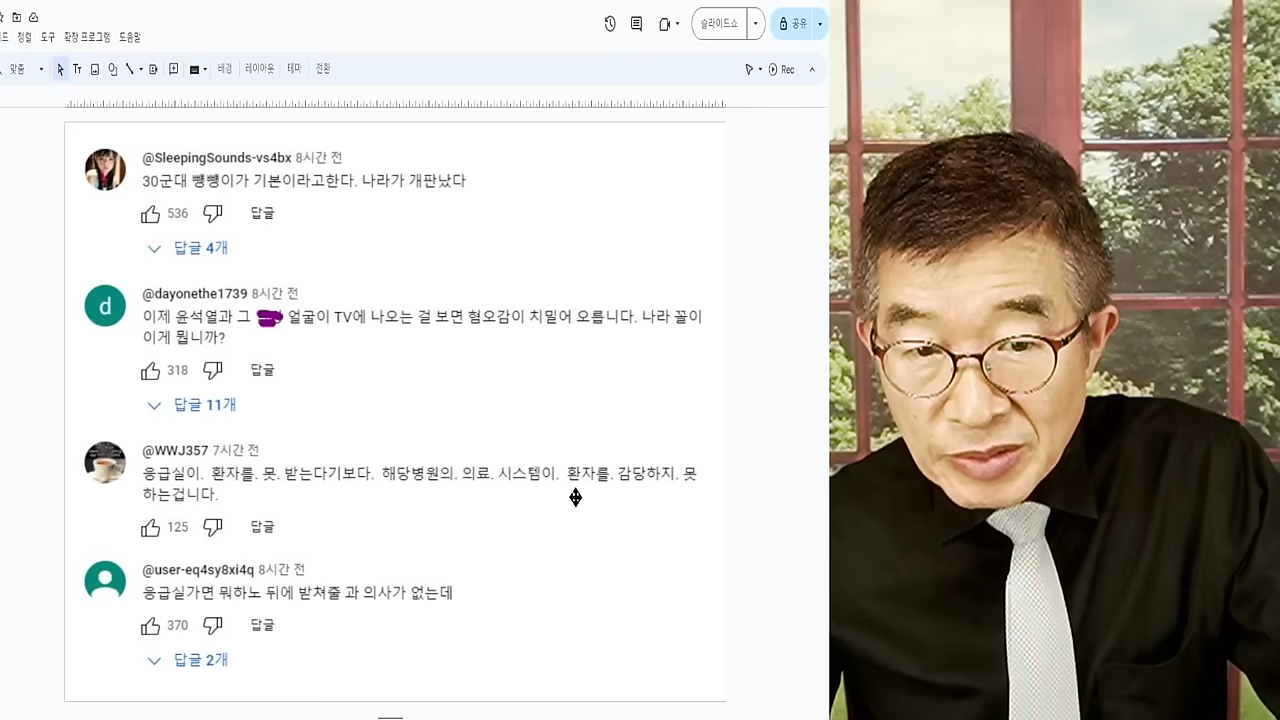 정렬 도구 확장 프로그램 도움말
슬라이드쇼
공유
맞춤
배경 레이아웃 테마 전환
Rec
@SleepingSounds-vs4bx 8시간 전
30군대 뺑뺑이가 기본이라고한다. 나라가 개판났다
536 답글
답글 4개
d
@dayonethe1739 8시간 전
이제 윤석열과 그 얼굴이 TV에 나오는 걸 보면 혐오감이 치밀어 오릅니다. 나라 꼴이
이게 뭡니까?
318 답글
답글 11개
@WWJ357 7시간 전
응급실이. 환자를. 못. 받는다기보다. 해당병원의. 의료. 시스템이. 환자를. 감당하지. 못
하는겁니다.
125 답글
@user-eq4sy8xi4q 8시간 전
응급실가면 뭐하노 뒤에 받쳐줄 과 의사가 없는데
370 답글
답글 2개